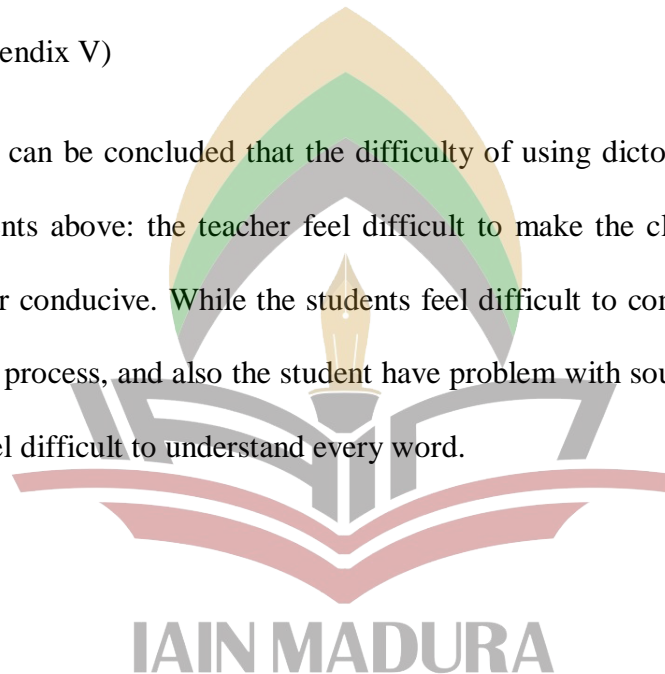 endix V)
can be concluded that the difficulty of using dicto
nts above: the teacher feel difficult to make the cl
r conducive. While the students feel difficult to con
process, and also the student have problem with sou
el difficult to understand every word.
IAIN MADURA